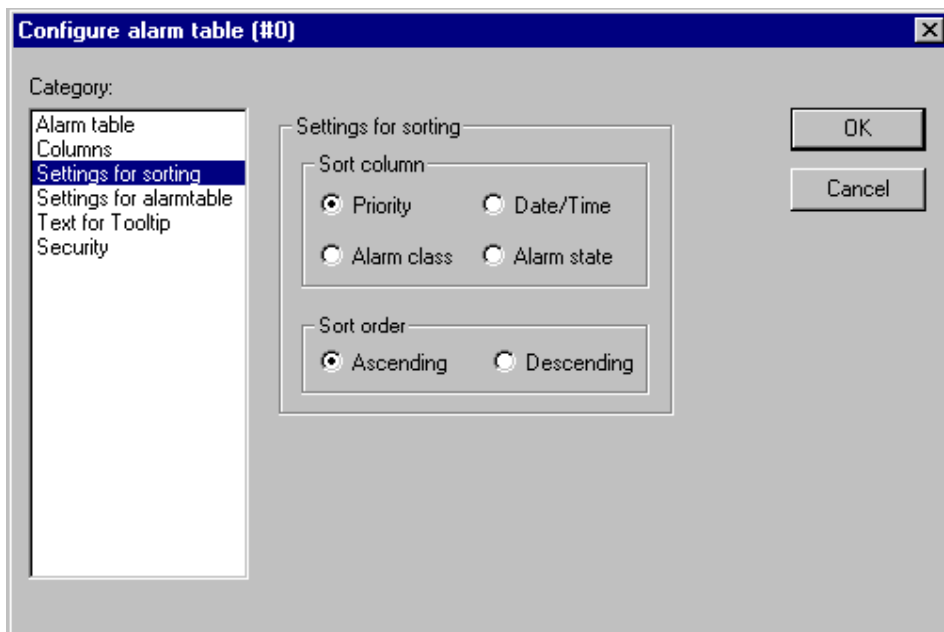 Configure alarm table (#0)
Category:
Alarm table
Columns
Settings for sorting
Settings for alarmtable
Text for Tooltip
Security
Settings for sorting
Sort column
Priority
Date/Time
Alarm class
Alarm state
Sort order
Ascending
Descending
OK
Cancel